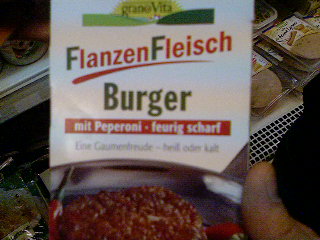 granoVita
FlanzenFleisch
Burger
mit Peperoni · feurig scharf
Eine Gaumenfreude – heiß oder kalt